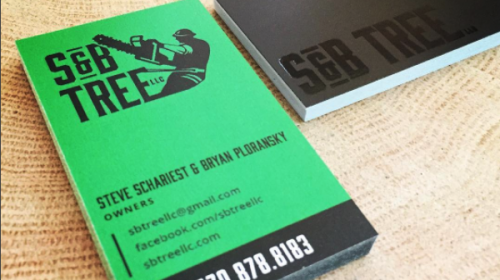 S&B
TREE LLC
STEVE SCHARIEST & BRYAN PLORANSKY
OWNERS
sbtreellc@gmail.com
facebook.com/sbtreellc
sbtreellc.com
878.8183
S&B TREE